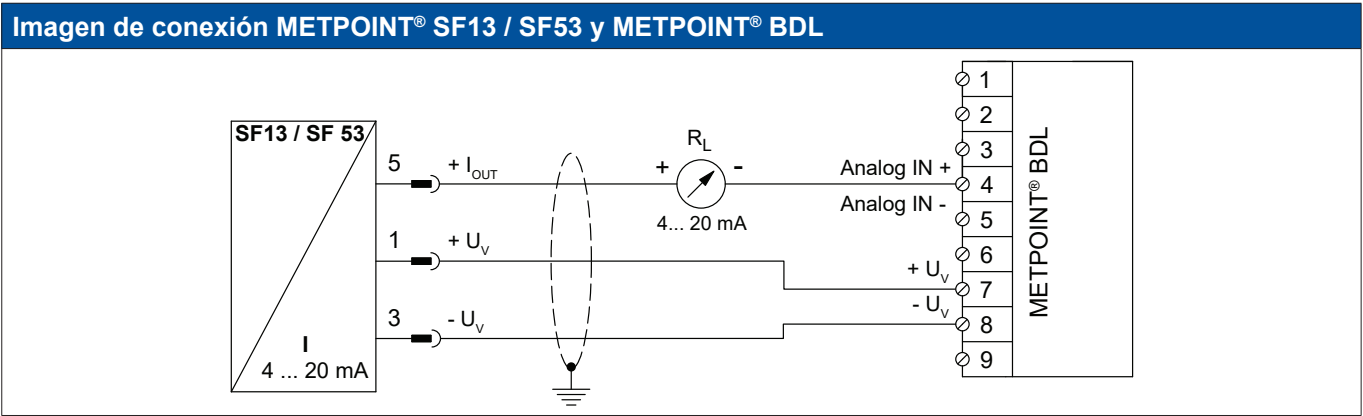 Imagen de conexión METPOINT® SF13 / SF53 y METPOINT® BDL
SF13 / SF 53
I
4 ... 20 mA
5
+ IOUT
1
+ UV
3
- UV
RL
+
-
4... 20 mA
Analog IN +
Analog IN -
+ UV
- UV
1
2
3
4
5
6
7
8
9
METPOINT® BDL